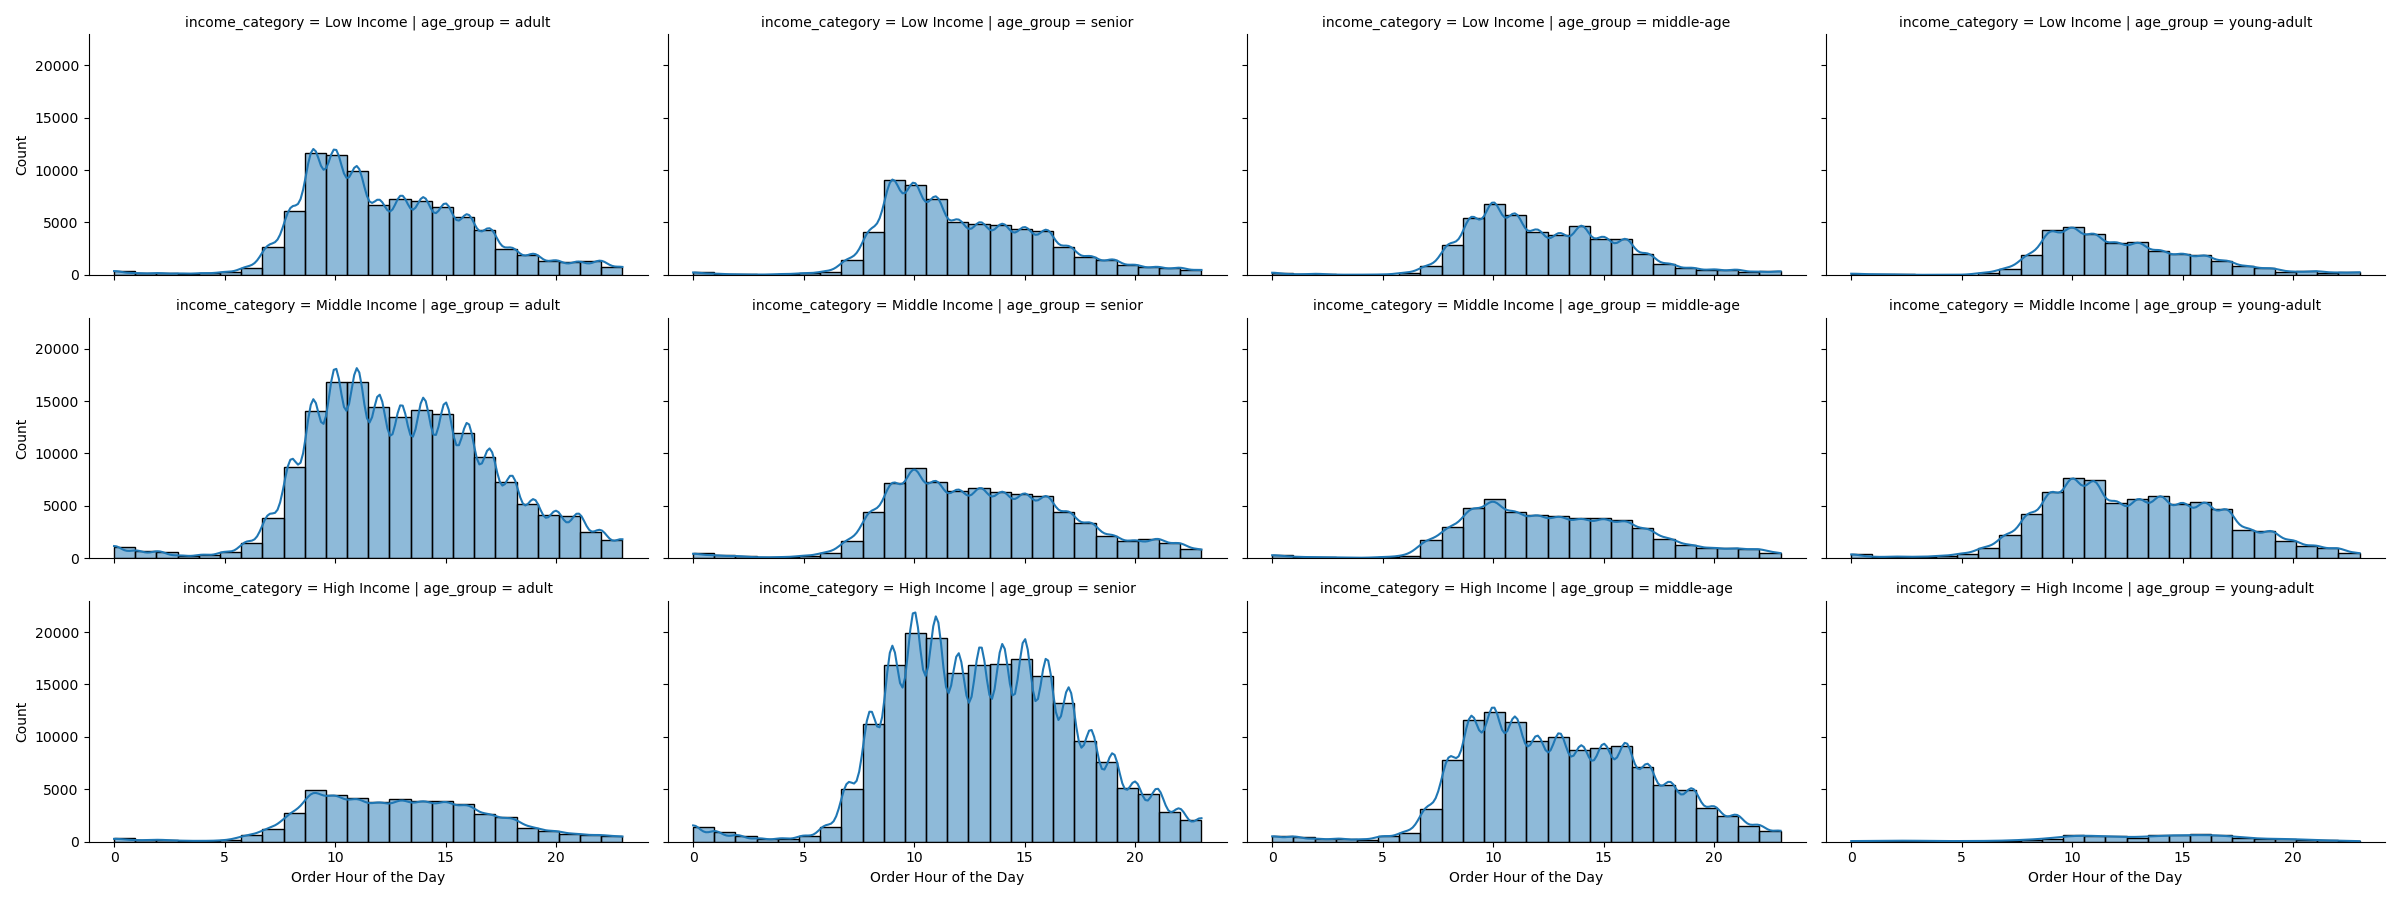 income_category = Low Income | age_group = adult
income_category = Low Income | age_group = senior
income_category = Low Income | age_group = middle-age
income_category = Low Income | age_group = young-adult
20000
15000
10000
5000
0
Count
income_category = Middle Income | age_group = adult
income_category = Middle Income | age_group = senior
income_category = Middle Income | age_group = middle-age
income_category = Middle Income | age_group = young-adult
20000
15000
10000
5000
0
Count
income_category = High Income | age_group = adult
income_category = High Income | age_group = senior
income_category = High Income | age_group = middle-age
income_category = High Income | age_group = young-adult
20000
15000
10000
5000
0
Count
0 5 10 15 20
0 5 10 15 20
0 5 10 15 20
0 5 10 15 20
Order Hour of the Day
Order Hour of the Day
Order Hour of the Day
Order Hour of the Day